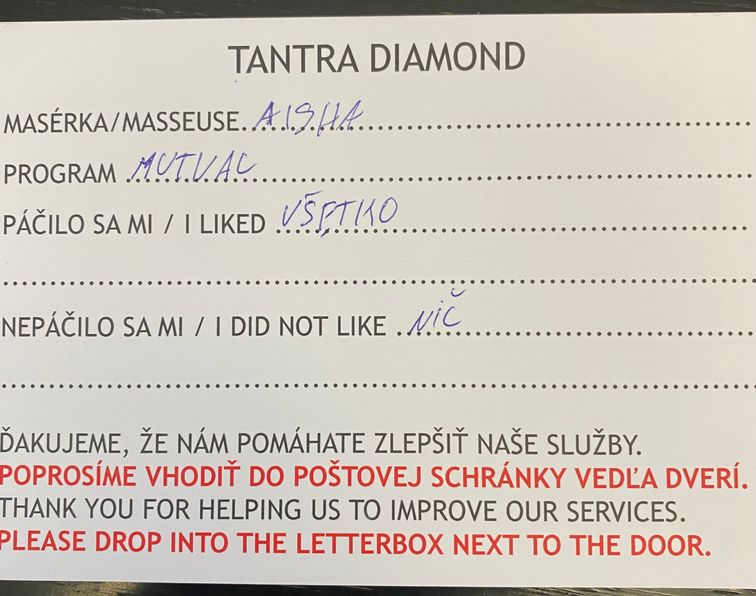 TANTRA DIAMOND
MASÉRKA/MASSEUSE AISHA
PROGRAM MUTUAL
PÁČILO SA MI / I LIKED VŠETKO
NEPÁČILO SA MI / I DID NOT LIKE NIČ
ĎAKUJEME, ŽE NÁM POMÁHATE ZLEPŠIŤ NAŠE SLUŽBY.
POPROSÍME VHODIŤ DO POŠTOVEJ SCHRÁNKY VEDĽA DVERÍ.
THANK YOU FOR HELPING US TO IMPROVE OUR SERVICES.
PLEASE DROP INTO THE LETTERBOX NEXT TO THE DOOR.